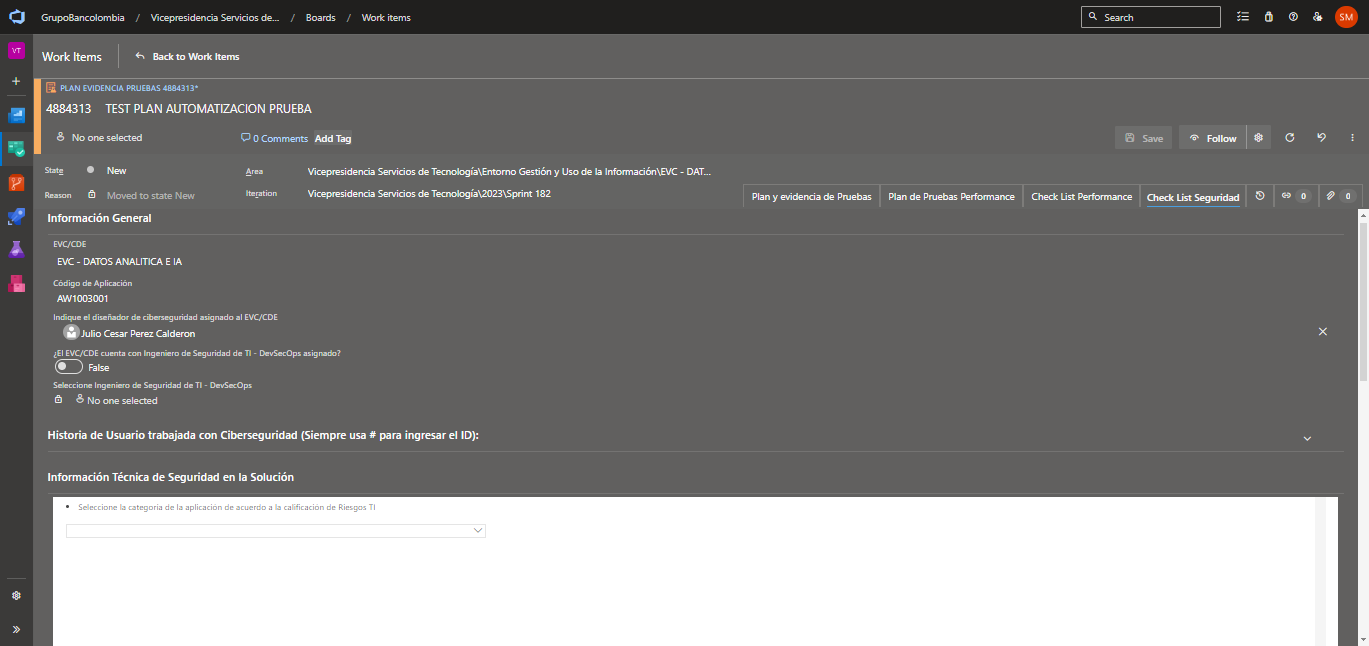 GrupoBancolombia / Vicepresidencia Servicios de... / Boards / Work items
Search
SM
VT
Work Items
Back to Work Items
PLAN EVIDENCIA PRUEBAS 4884313*
4884313 TEST PLAN AUTOMATIZACION PRUEBA
No one selected
0 Comments
Add Tag
Save
Follow
State
New
Area
Vicepresidencia Servicios de Tecnología\Entorno Gestión y Uso de la Información\EVC - DAT...
Reason
Moved to state New
Iteration
Vicepresidencia Servicios de Tecnología\2023\Sprint 182
Plan y evidencia de Pruebas
Plan de Pruebas Performance
Check List Performance
Check List Seguridad
0
0
Información General
EVC/CDE
EVC - DATOS ANALITICA E IA
Código de Aplicación
AW1003001
Indique el diseñador de ciberseguridad asignado al EVC/CDE
Julio Cesar Perez Calderon
¿El EVC/CDE cuenta con Ingeniero de Seguridad de TI - DevSecOps asignado?
False
Seleccione Ingeniero de Seguridad de TI - DevSecOps
No one selected
Historia de Usuario trabajada con Ciberseguridad (Siempre usa # para ingresar el ID):
Información Técnica de Seguridad en la Solución
• Seleccione la categoria de la aplicación de acuerdo a la calificación de Riesgos TI